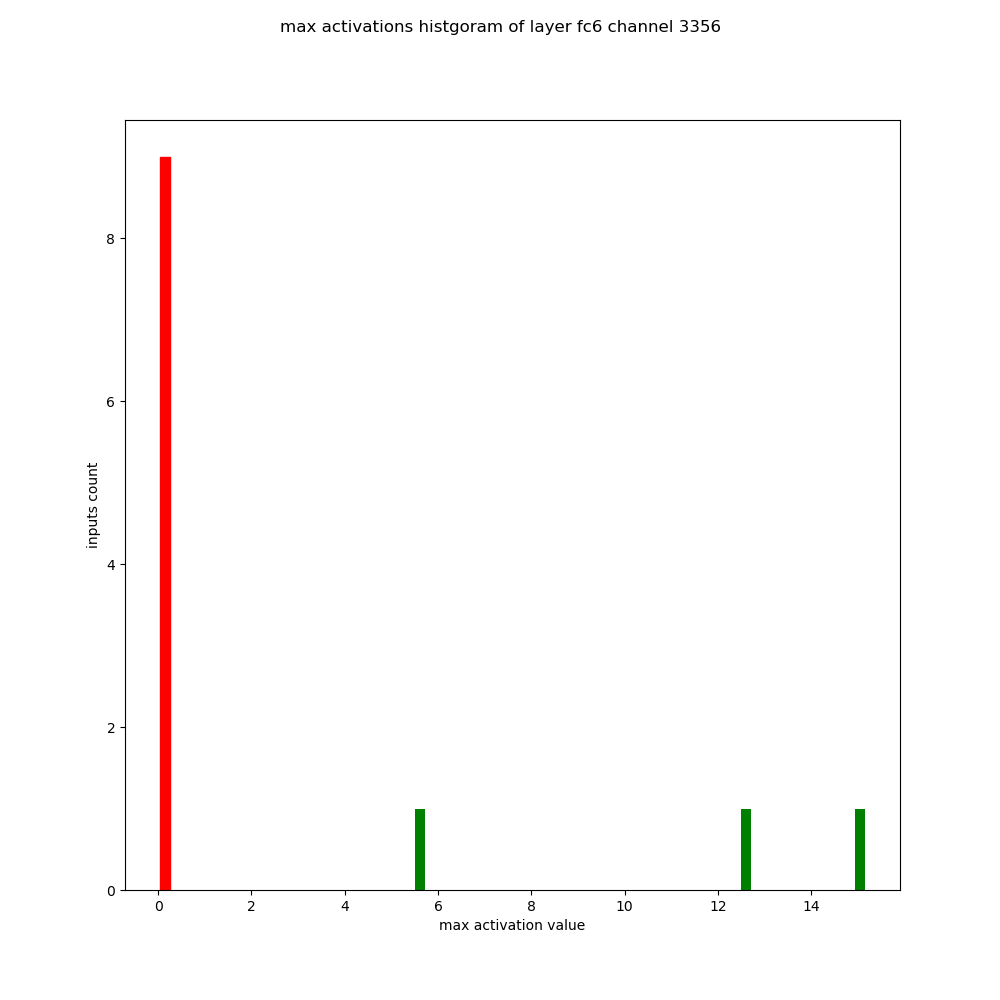 max activations histgoram of layer fc6 channel 3356
8
6
4
2
0
inputs count
0 2 4 6 8 10 12 14
max activation value